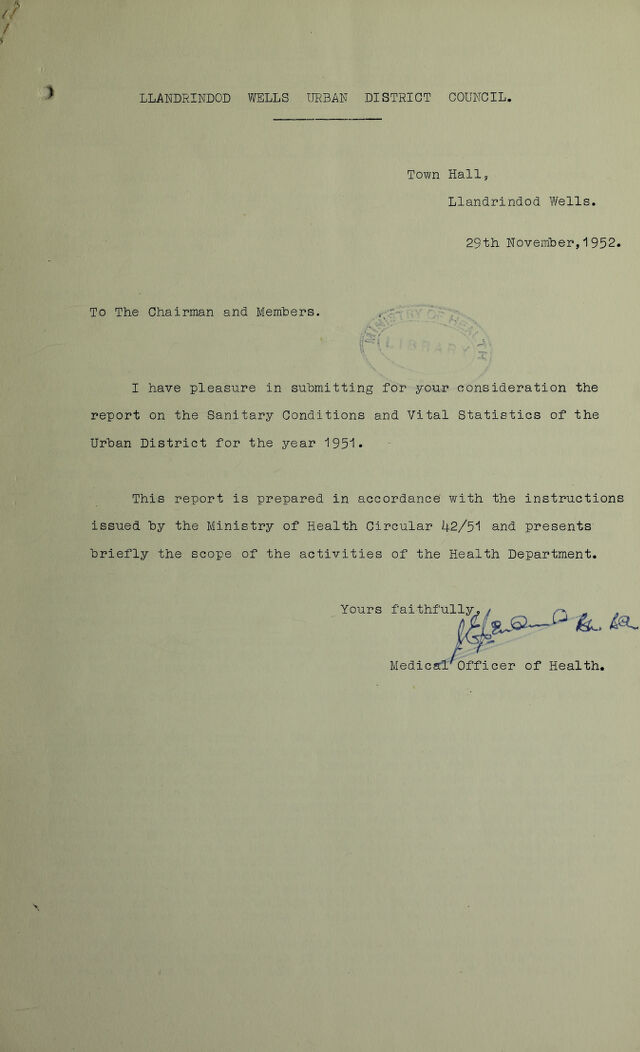 LLANDRINDOD WELLS URBAN DISTRICT COUNCIL.
Town Hall,
Llandrindod Wells.
29th November,1952.
To The Chairman and Members.
MINISTRY OF HEALTH
LIBRARY
I have pleasure in submitting for your consideration the
report on the Sanitary Conditions and Vital Statistics of the
Urban District for the year 1951.
This report is prepared in accordance with the instructions
issued by the Ministry of Health Circular 42/51 and presents
briefly the scope of the activities of the Health Department.
Yours faithfully,
Medical Officer of Health.